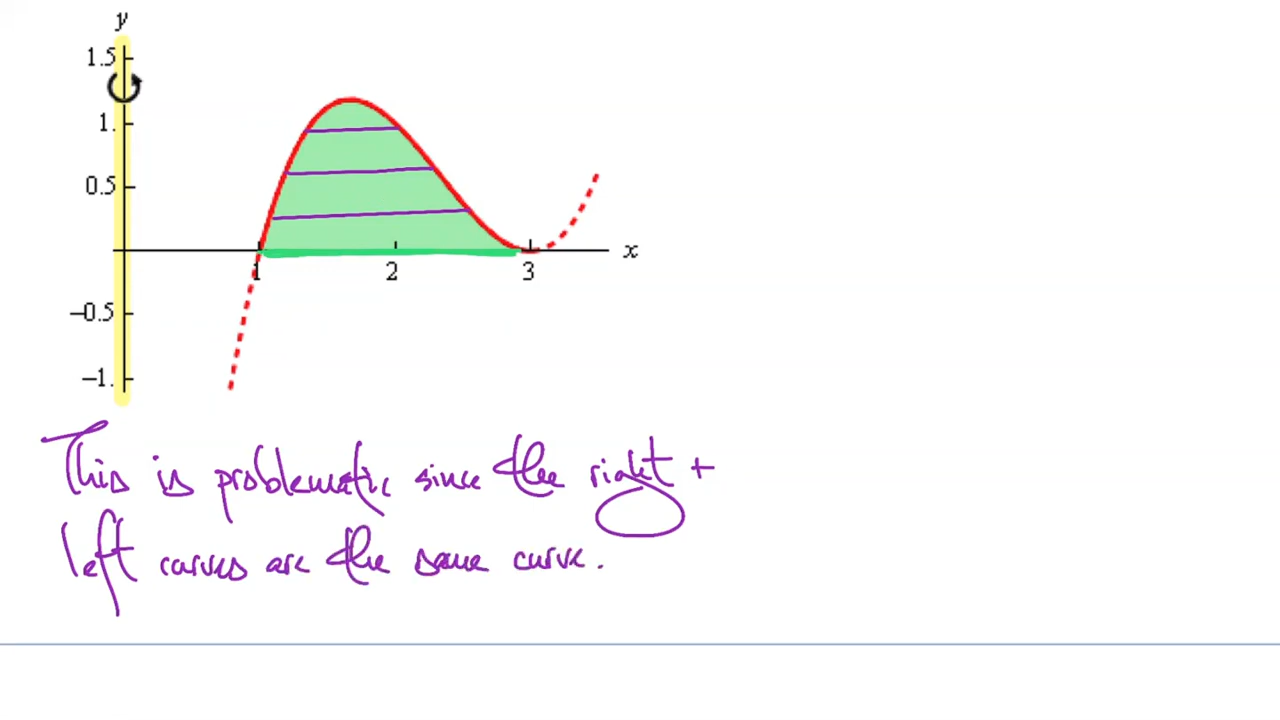 y
1.5
1.
0.5
x
1 2 3
−0.5
−1.
This is problematic since the right +
left curves are the same curve.